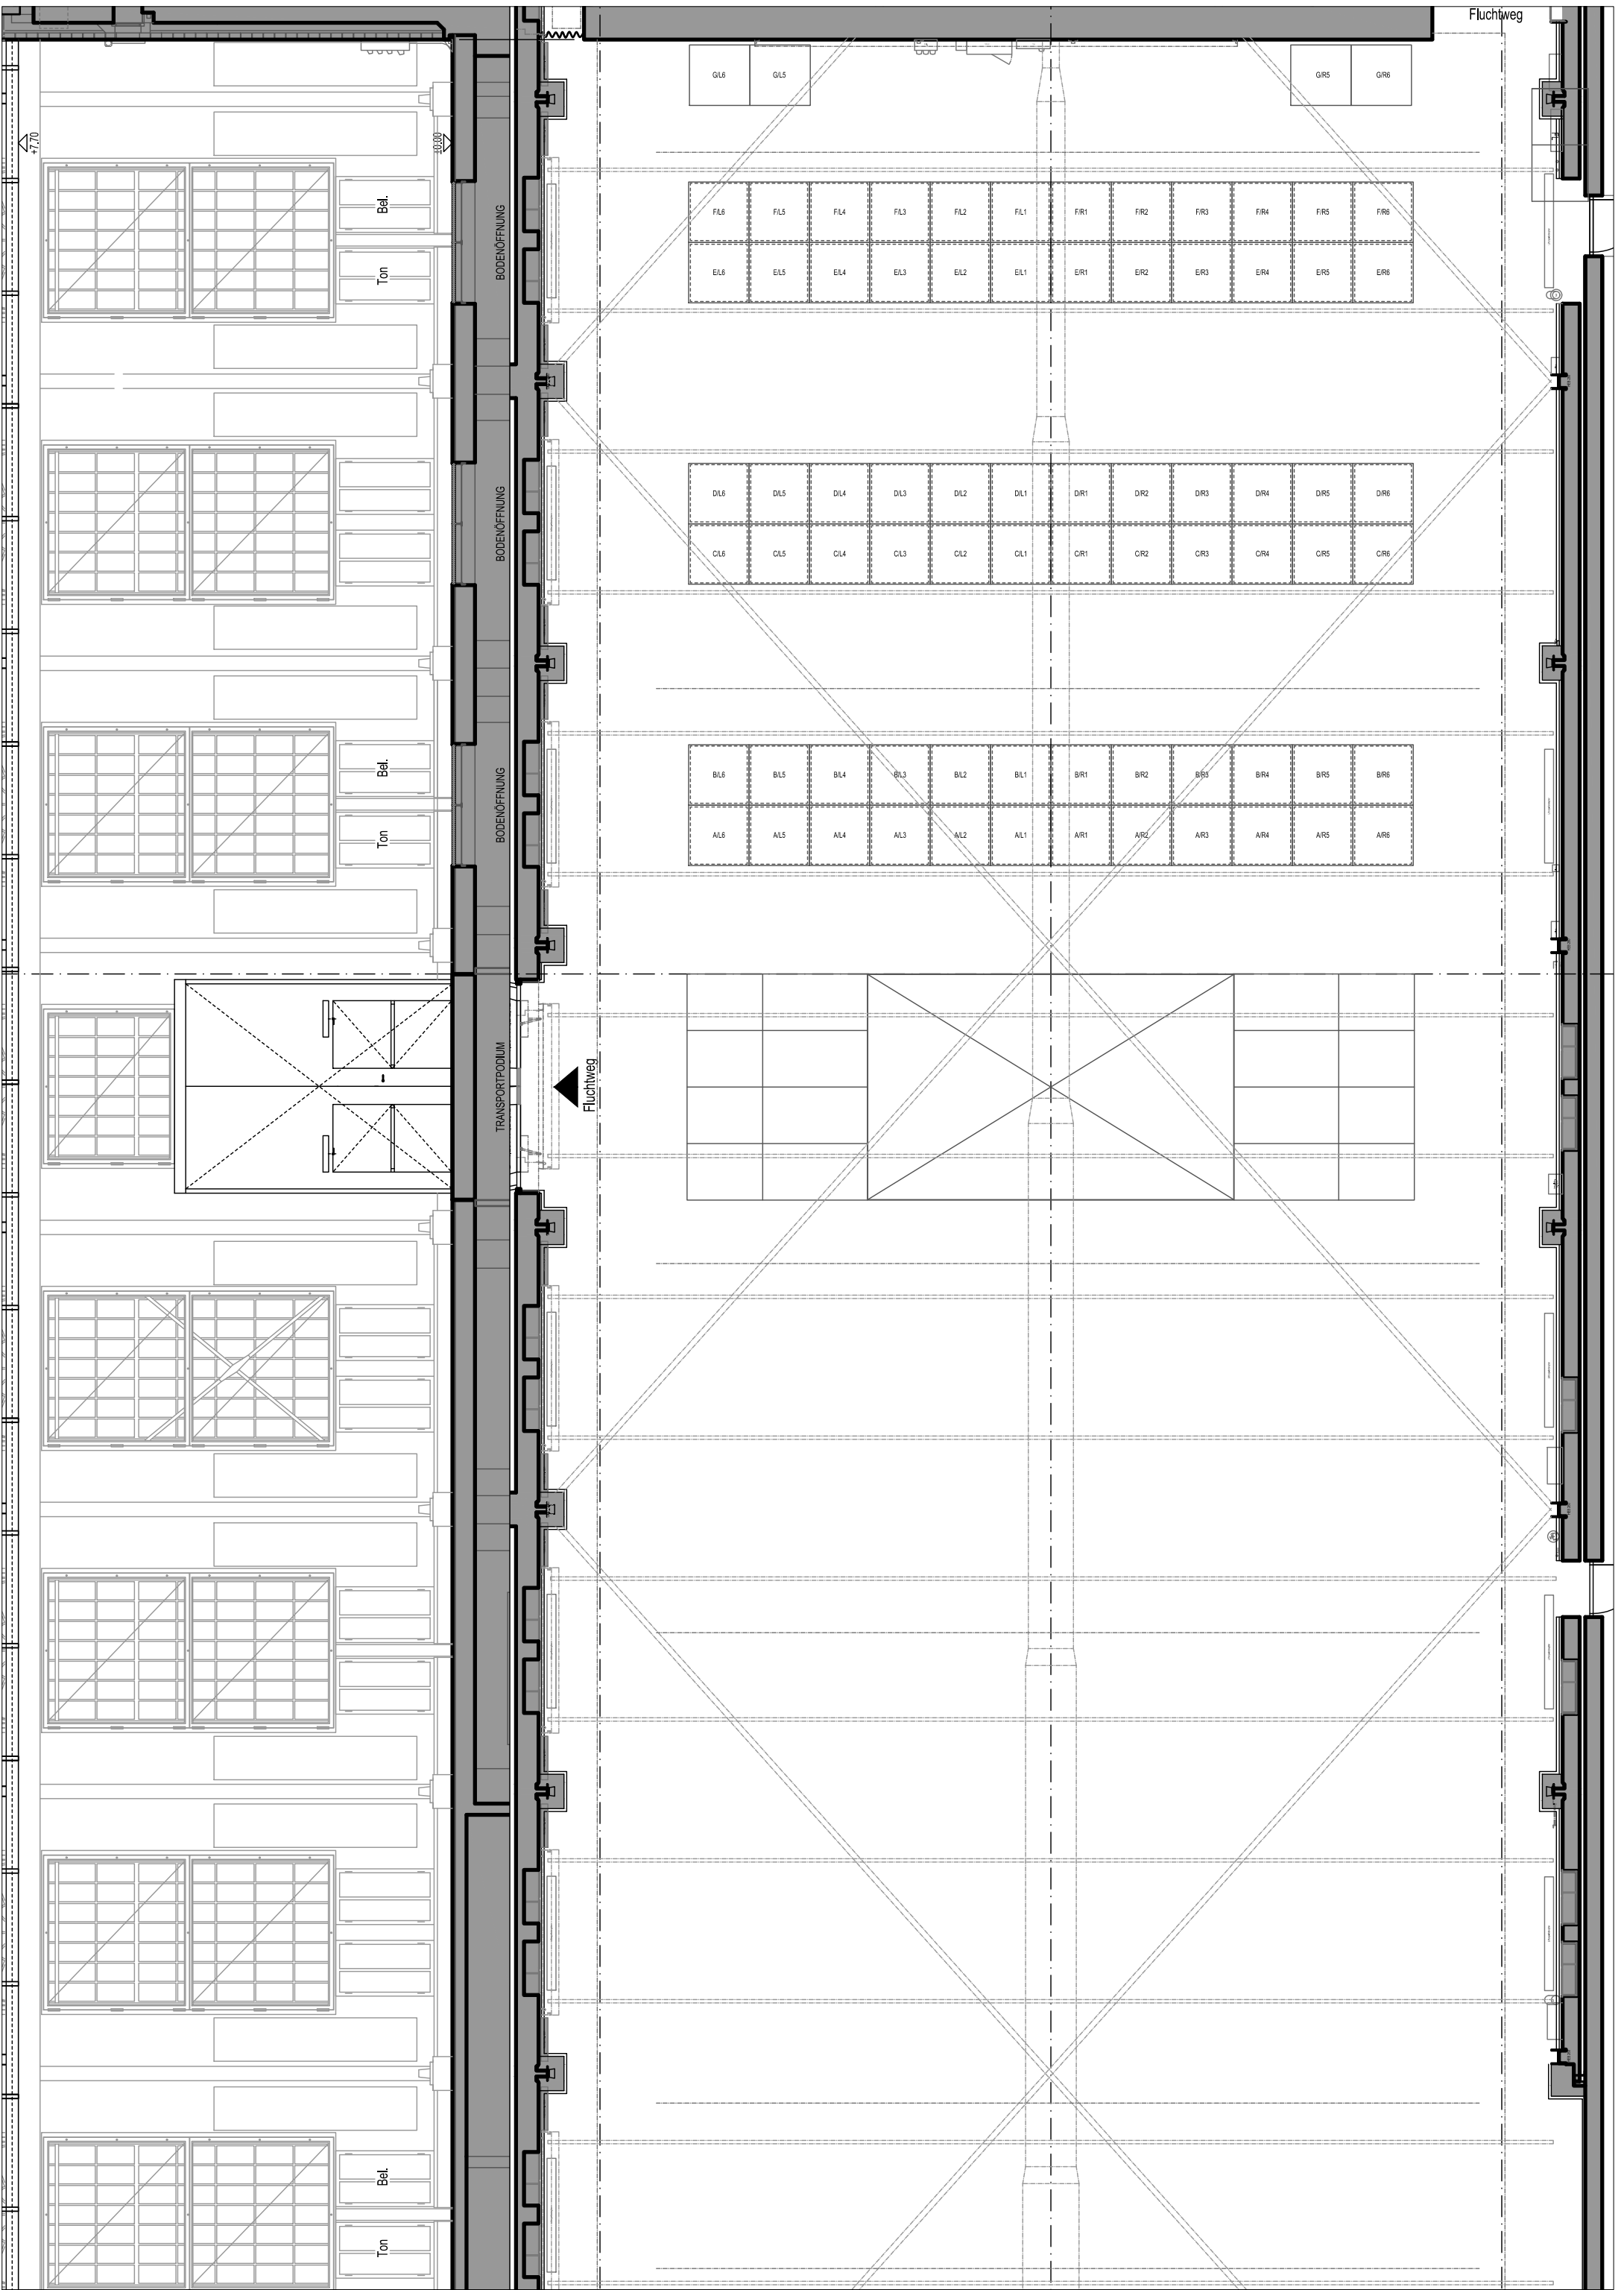 Fluchtweg
G/L6 G/L5 G/R5 G/R6
+7.70
±0.00
Bel.
Ton
BODENÖFFNUNG
F/L6 F/L5 F/L4 F/L3 F/L2 F/L1 F/R1 F/R2 F/R3 F/R4 F/R5 F/R6
E/L6 E/L5 E/L4 E/L3 E/L2 E/L1 E/R1 E/R2 E/R3 E/R4 E/R5 E/R6
BODENÖFFNUNG
D/L6 D/L5 D/L4 D/L3 D/L2 D/L1 D/R1 D/R2 D/R3 D/R4 D/R5 D/R6
C/L6 C/L5 C/L4 C/L3 C/L2 C/L1 C/R1 C/R2 C/R3 C/R4 C/R5 C/R6
Bel.
Ton
BODENÖFFNUNG
B/L6 B/L5 B/L4 B/L3 B/L2 B/L1 B/R1 B/R2 B/R3 B/R4 B/R5 B/R6
A/L6 A/L5 A/L4 A/L3 A/L2 A/L1 A/R1 A/R2 A/R3 A/R4 A/R5 A/R6
TRANSPORTPODIUM
Fluchtweg
Bel.
Ton